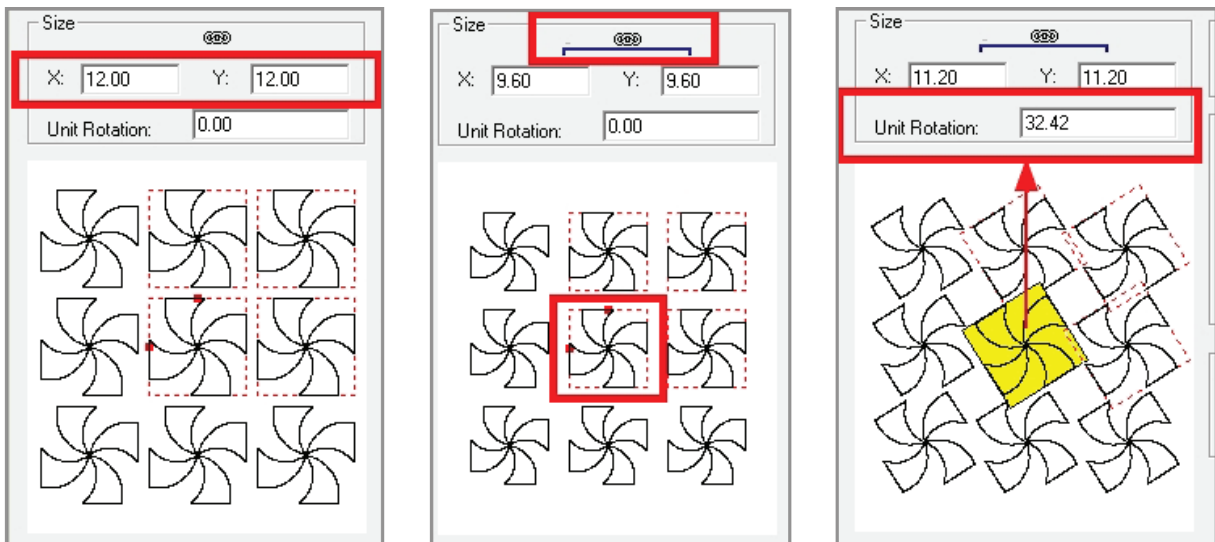 Size
X: 12.00 Y: 12.00
Unit Rotation: 0.00
Size
X: 9.60 Y: 9.60
Unit Rotation: 0.00
Size
X: 11.20 Y: 11.20
Unit Rotation: 32.42